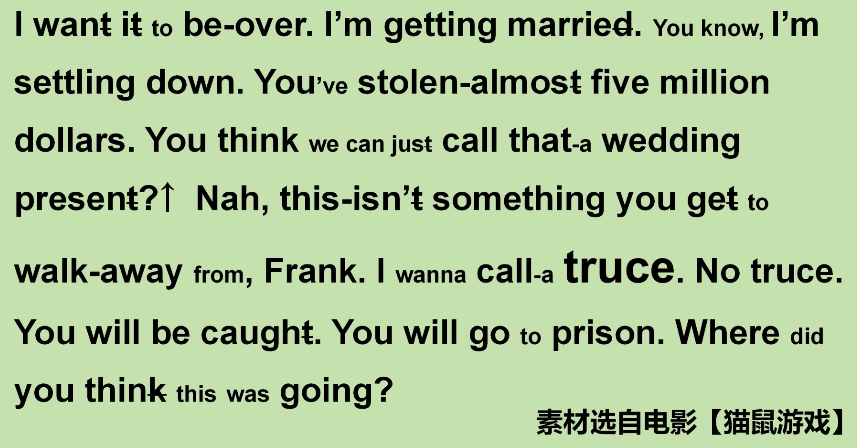 I want it to be-over. I'm getting married. You know, I'm
settling down. You've stolen-almost five million
dollars. You think we can just call that-a wedding
present?↑ Nah, this-isn't something you get to
walk-away from, Frank. I wanna call-a truce. No truce.
You will be caught. You will go to prison. Where did
you think this was going?
素材选自电影【猫鼠游戏】